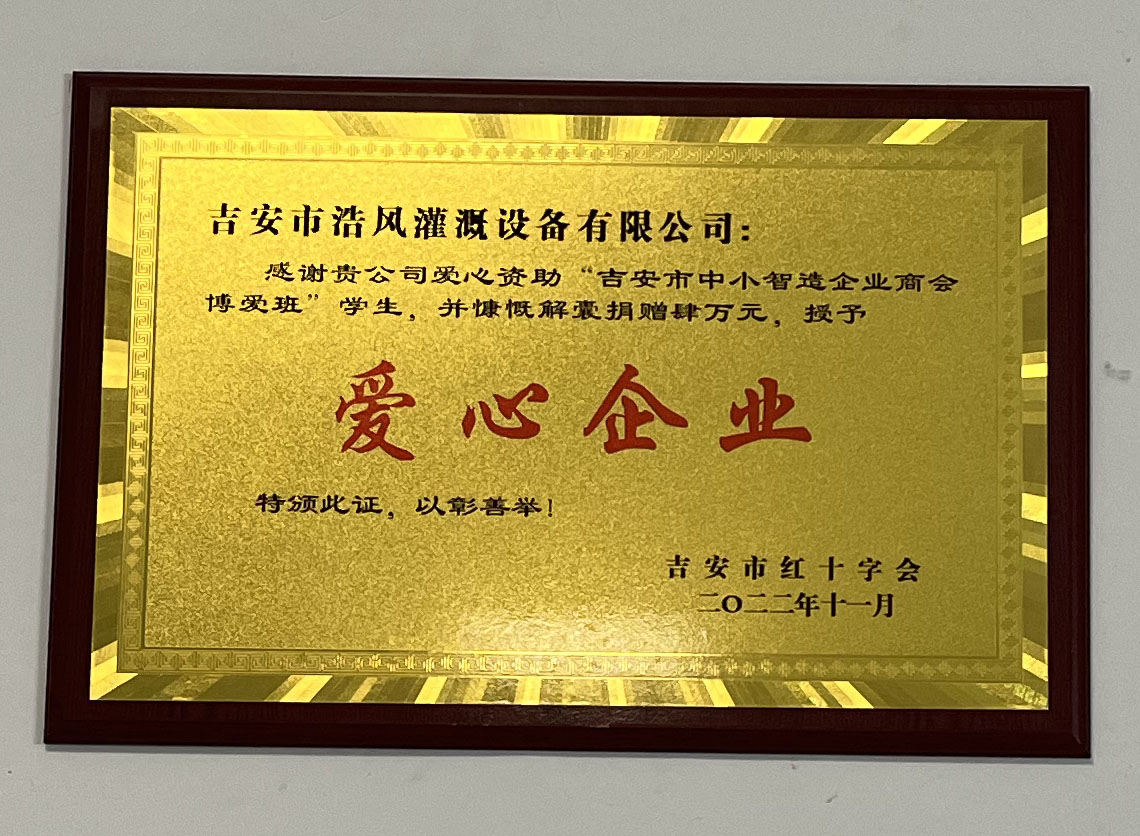 吉安市浩风灌溉设备有限公司：
感谢贵公司爱心资助“吉安市中小智造企业商会
博爱班”学生，并慷慨解囊捐赠肆万元，授予
爱心企业
特颁此证，以彰善举！
吉安市红十字会
二〇二二年十一月